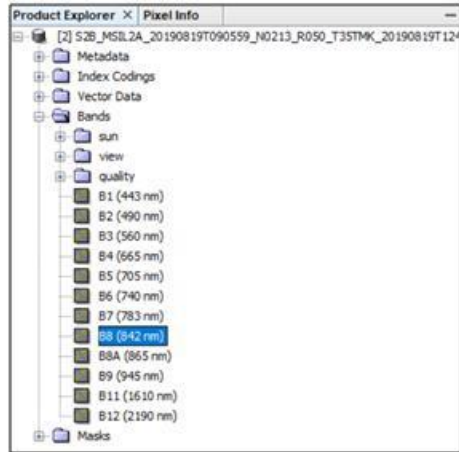 Product Explorer × Pixel Info
[2] S2B_MSIL2A_20190819T090559_N0213_R050_T35TMK_20190819T124
Metadata
Index Codings
Vector Data
Bands
sun
view
quality
B1 (443 nm)
B2 (490 nm)
B3 (560 nm)
B4 (665 nm)
B5 (705 nm)
B6 (740 nm)
B7 (783 nm)
B8 (842 nm)
B8A (865 nm)
B9 (945 nm)
B11 (1610 nm)
B12 (2190 nm)
Masks